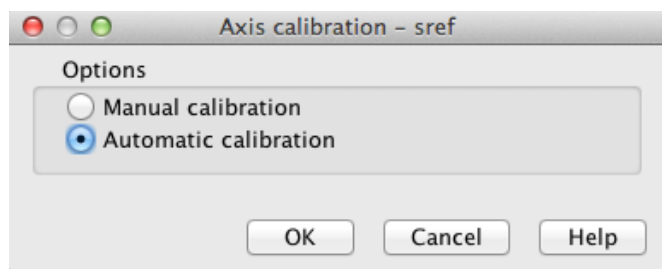 Axis calibration – sref
Options
Manual calibration
Automatic calibration
OK Cancel Help